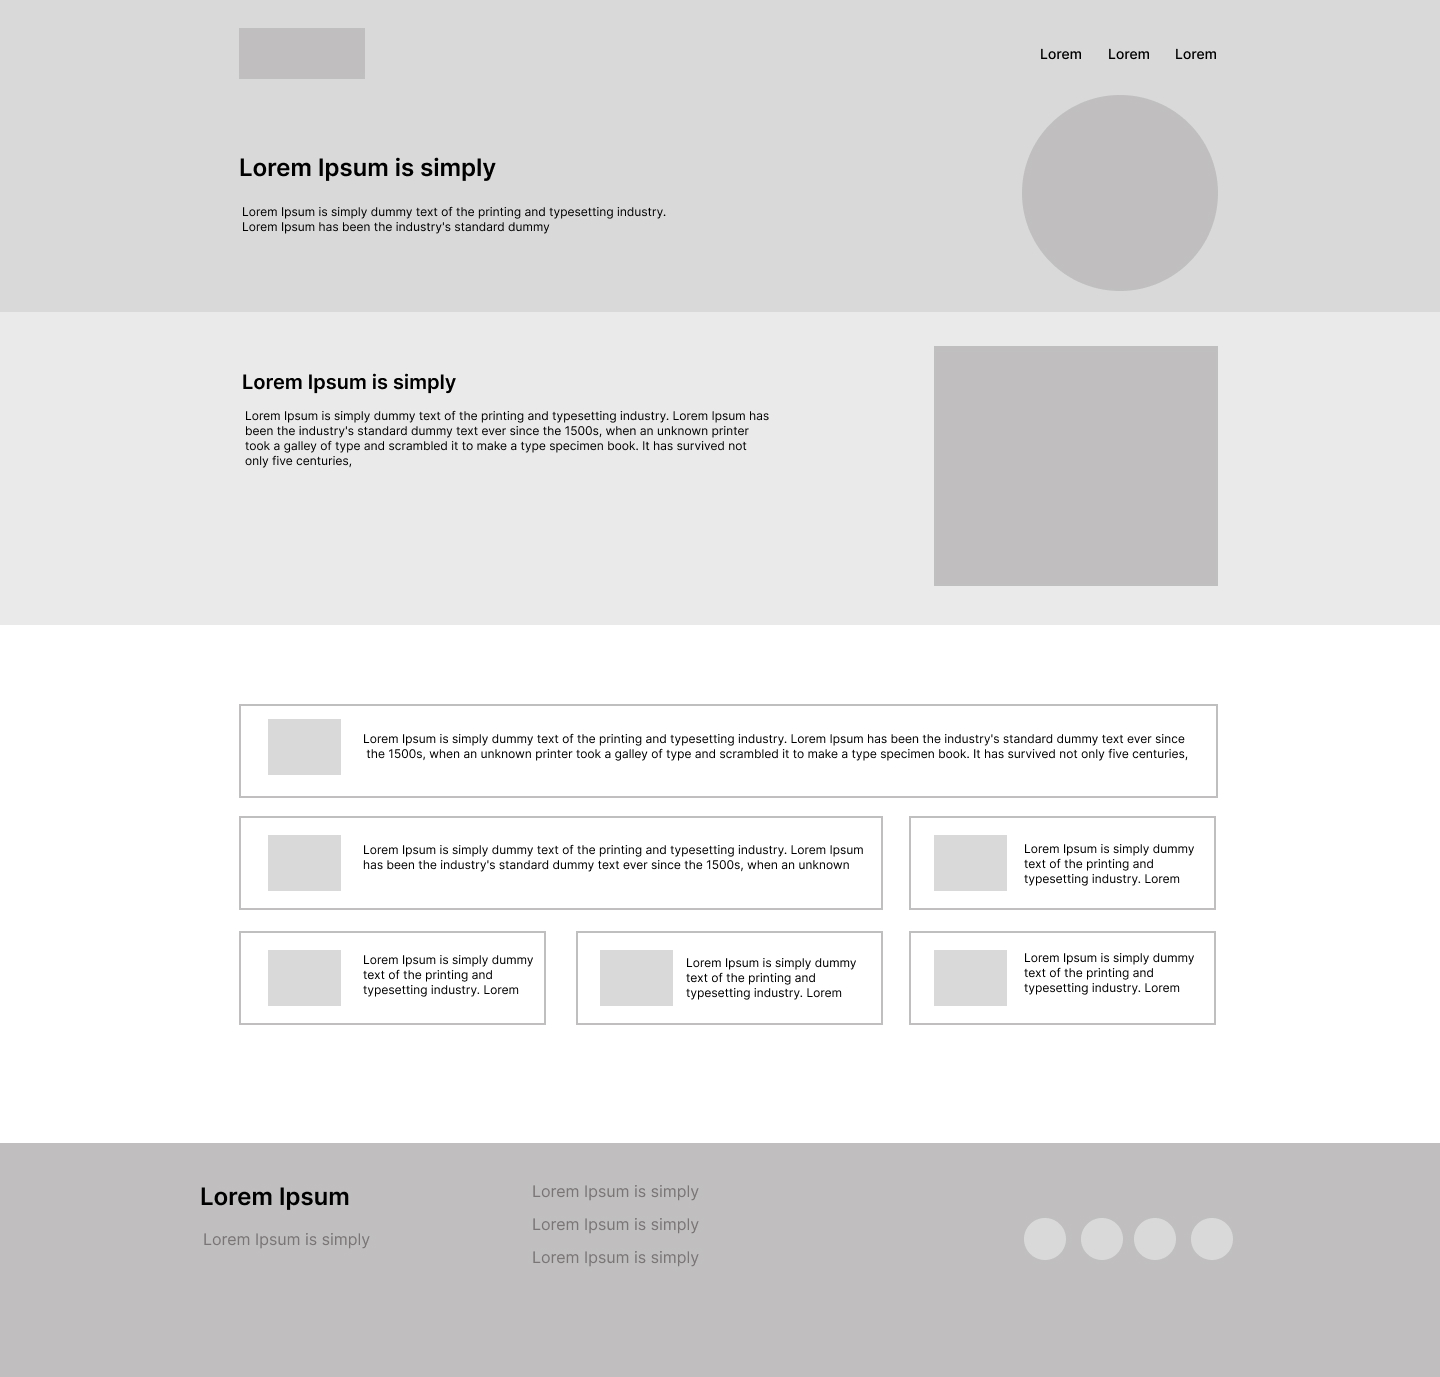 Lorem
Lorem
Lorem
Lorem Ipsum is simply
Lorem Ipsum is simply dummy text of the printing and typesetting industry.
Lorem Ipsum has been the industry's standard dummy
Lorem Ipsum is simply
Lorem Ipsum is simply dummy text of the printing and typesetting industry. Lorem Ipsum has
been the industry's standard dummy text ever since the 1500s, when an unknown printer
took a galley of type and scrambled it to make a type specimen book. It has survived not
only five centuries,
Lorem Ipsum is simply dummy text of the printing and typesetting industry. Lorem Ipsum has been the industry's standard dummy text ever since
the 1500s, when an unknown printer took a galley of type and scrambled it to make a type specimen book. It has survived not only five centuries,
Lorem Ipsum is simply dummy text of the printing and typesetting industry. Lorem Ipsum
has been the industry's standard dummy text ever since the 1500s, when an unknown
Lorem Ipsum is simply dummy
text of the printing and
typesetting industry. Lorem
Lorem Ipsum is simply dummy
text of the printing and
typesetting industry. Lorem
Lorem Ipsum is simply dummy
text of the printing and
typesetting industry. Lorem
Lorem Ipsum is simply dummy
text of the printing and
typesetting industry. Lorem
Lorem Ipsum
Lorem Ipsum is simply
Lorem Ipsum is simply
Lorem Ipsum is simply
Lorem Ipsum is simply